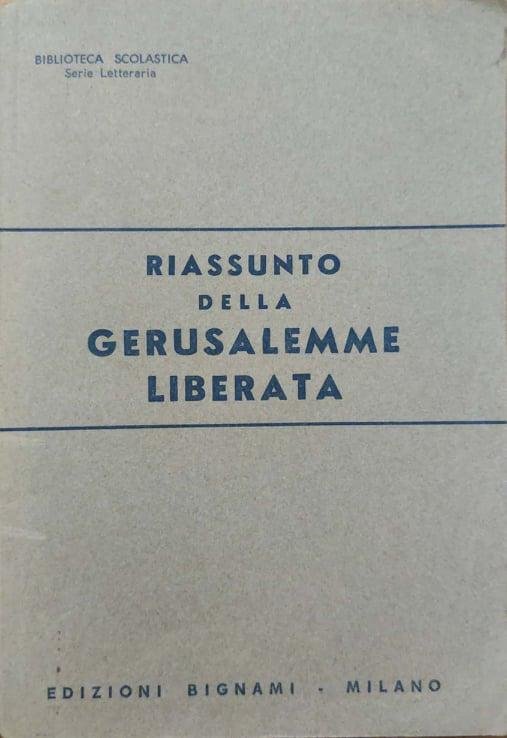 BIBLIOTECA SCOLASTICA
Serie Letteraria
RIASSUNTO
DELLA
GERUSALEMME
LIBERATA
EDIZIONI BIGNAMI - MILANO